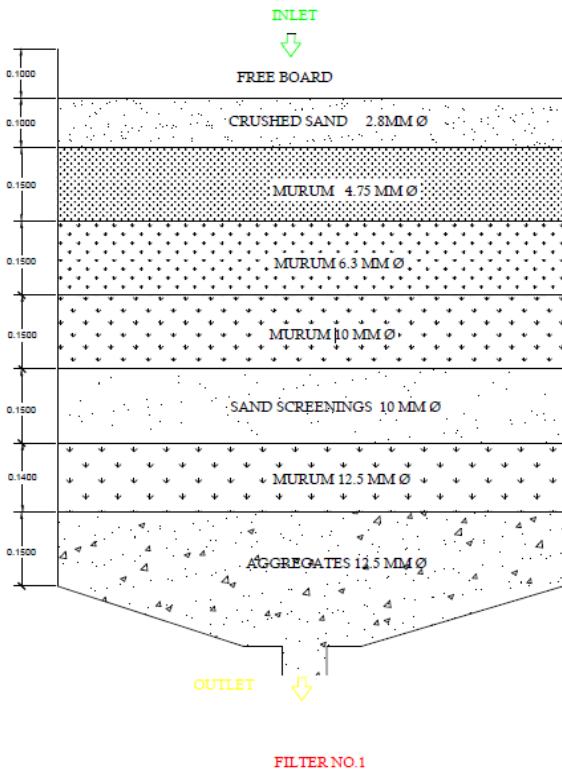 INLET
0.1000
FREE BOARD
0.1000
CRUSHED SAND 2.8MM Ø
0.1500
MURUM 4.75 MM Ø
0.1500
MURUM 6.3 MM Ø
0.1500
MURUM 10 MM Ø
0.1500
SAND SCREENINGS 10 MM Ø
0.1400
MURUM 12.5 MM Ø
0.1500
AGGREGATES 12.5 MM Ø
OUTLET
FILTER NO.1